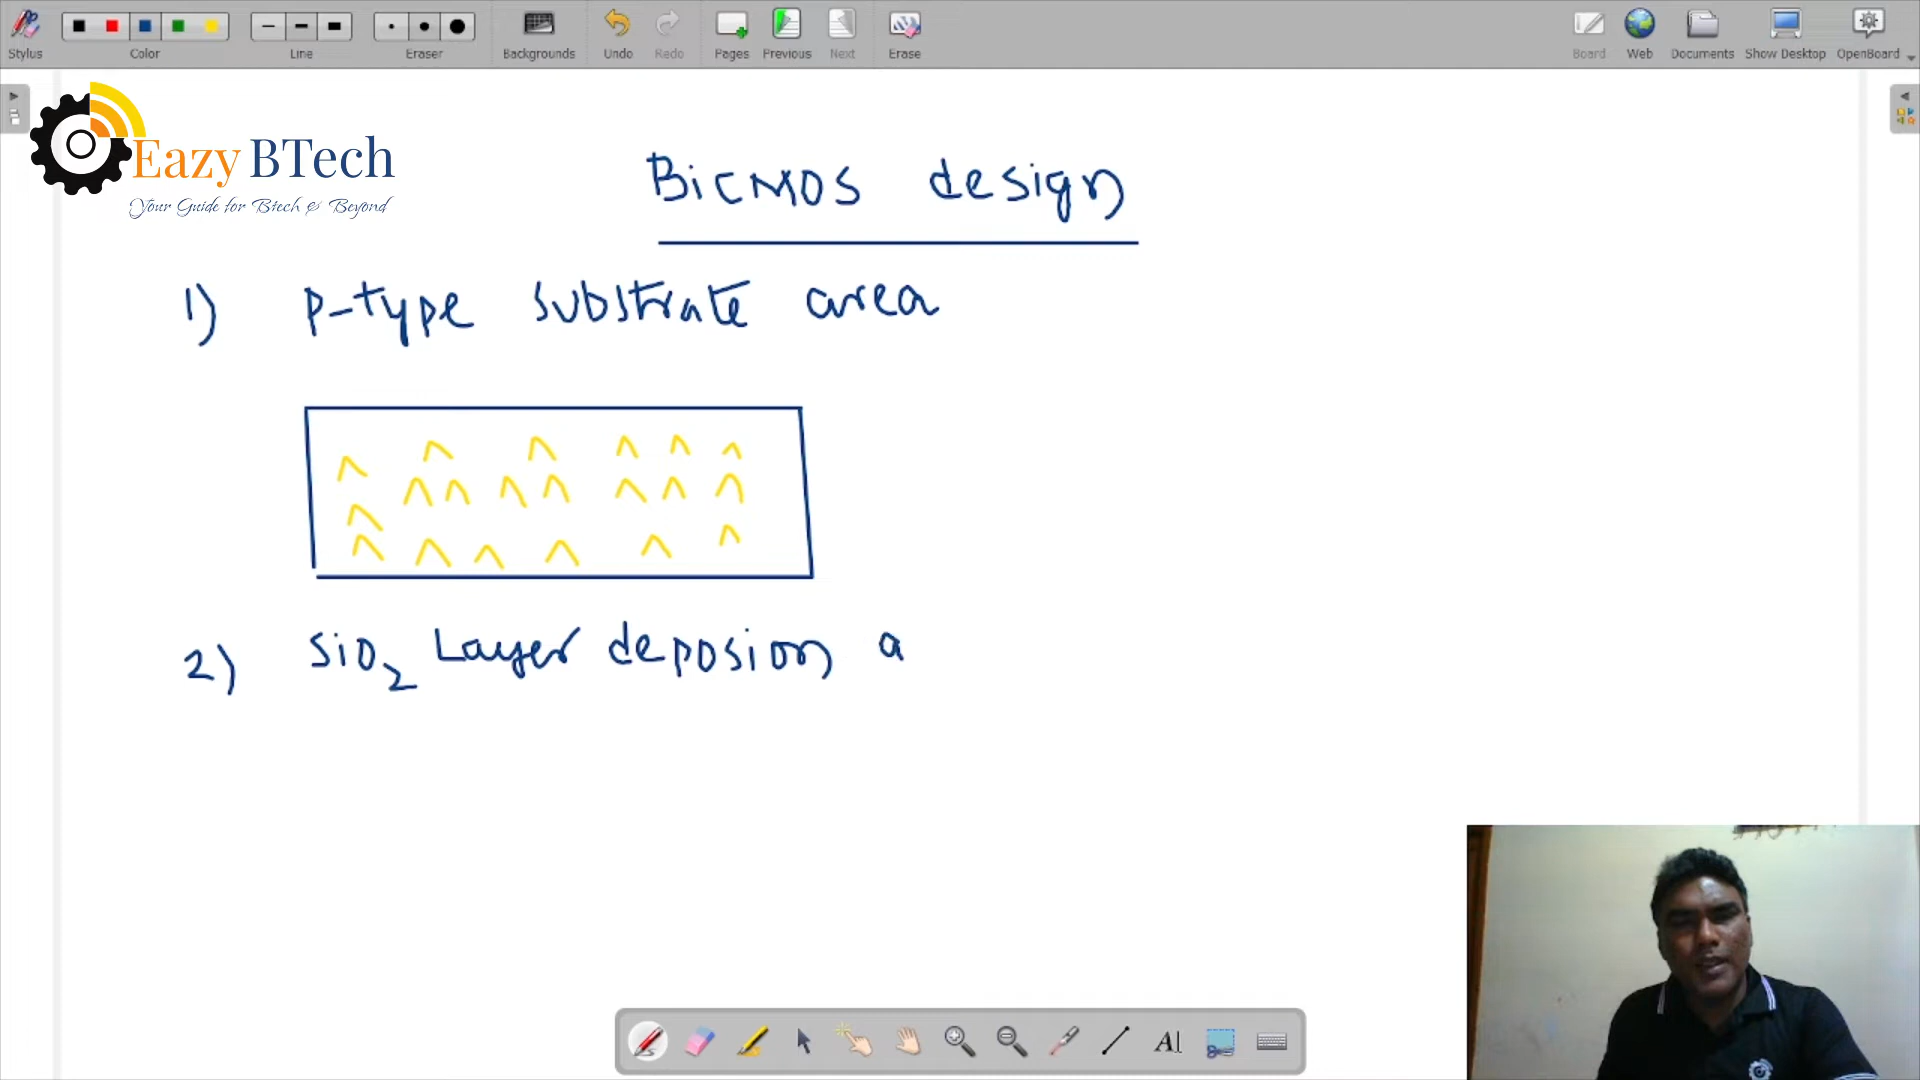 Stylus
Color
Line
Eraser
Backgrounds
Undo
Redo
Pages
Previous
Next
Erase
Board
Web
Documents
Show Desktop
OpenBoard
Eazy BTech
Your Guide for Btech & Beyond
BiCMOS design
1) P-type substrate area
2) SiO2 Layer deposion a
AI